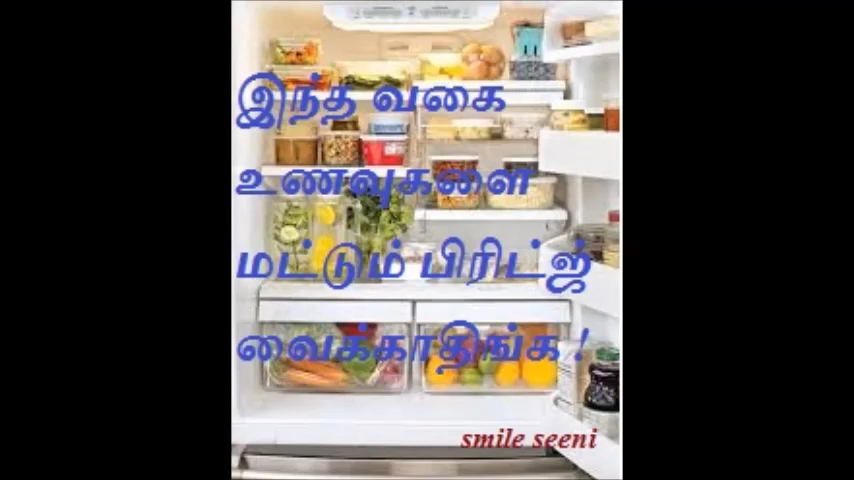 இந்த வகை
உணவுகளை
மட்டும் பிரிட்ஜ்
வைக்காதிங்க !
smile seeni